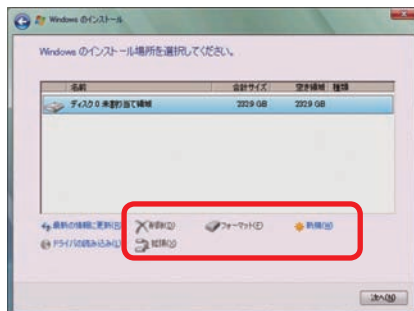 Windows のインストール
Windows のインストール場所を選択してください。
名前 合計サイズ 空き領域 種類
ディスク 0 未割り当て領域 2329 GB 2329 GB
最新の情報に更新(R) 削除(D) フォーマット(F) 新規(W)
ドライバの読み込み(L) 拡張(X)
次へ(N)